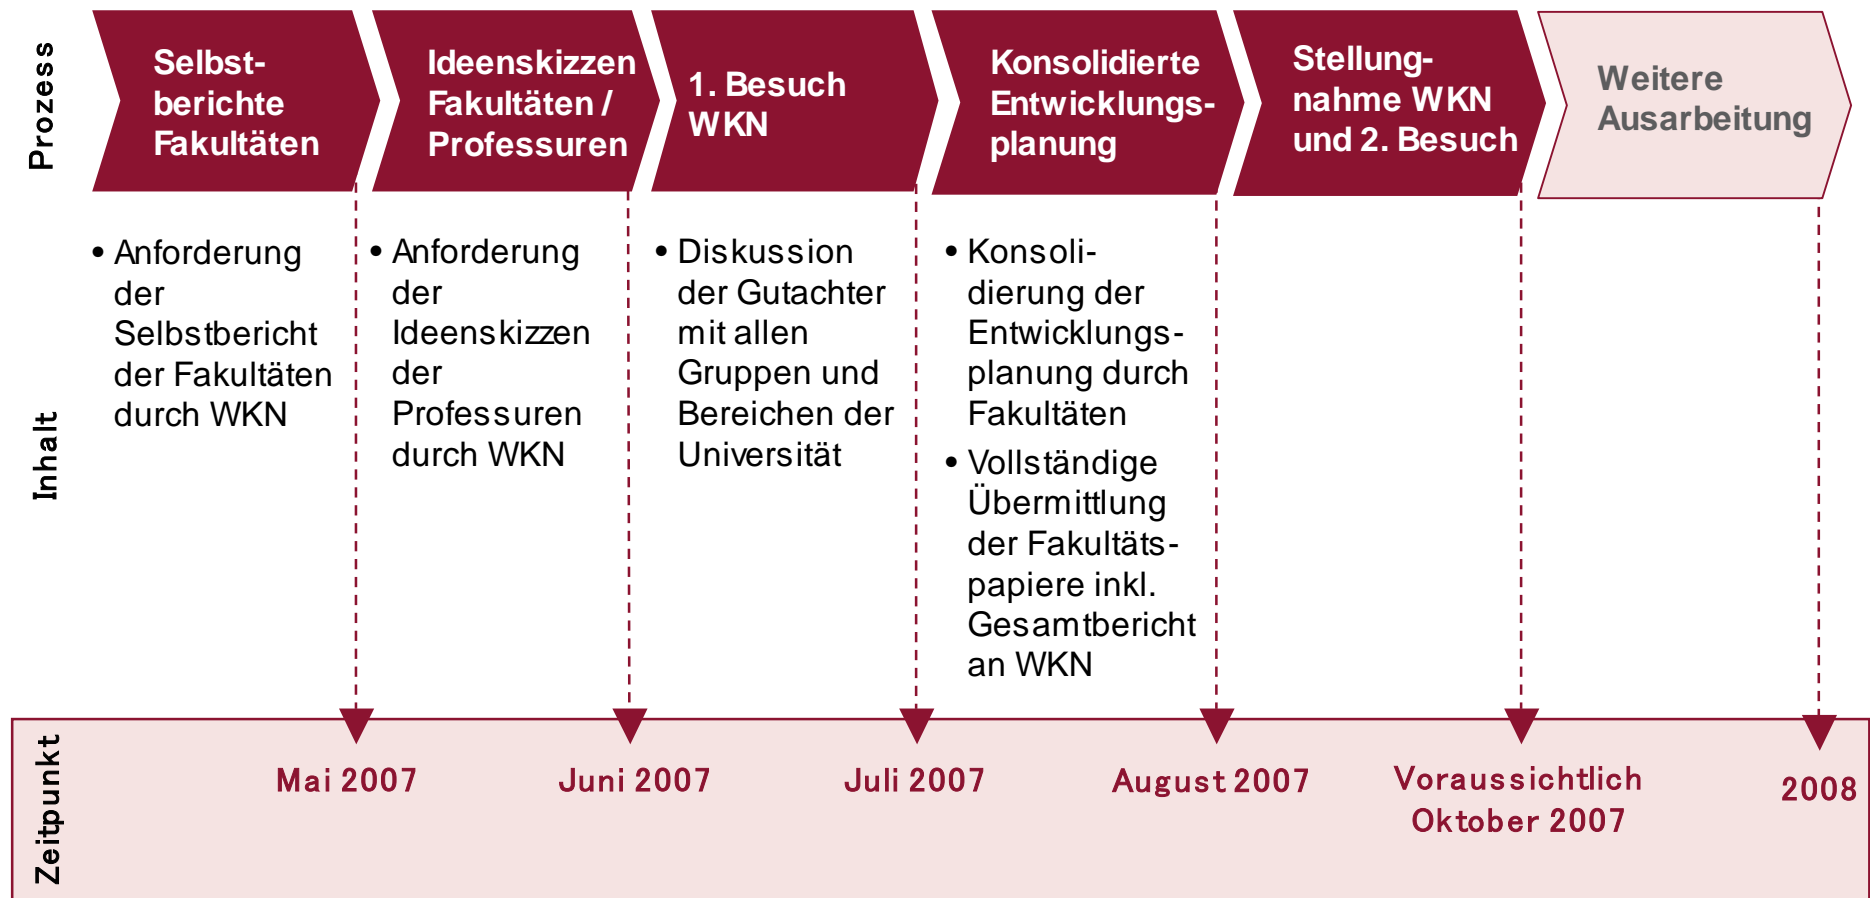 Prozess
Selbst-
berichte
Fakultäten
Ideenskizzen
Fakultäten /
Professuren
1. Besuch
WKN
Konsolidierte
Entwicklungs-
planung
Stellung-
nahme WKN
und 2. Besuch
Weitere
Ausarbeitung
Inhalt
• Anforderung
der
Selbstbericht
der Fakultäten
durch WKN
• Anforderung
der
Ideenskizzen
der
Professuren
durch WKN
• Diskussion
der Gutachter
mit allen
Gruppen und
Bereichen der
Universität
• Konsoli-
dierung der
Entwicklungs-
planung durch
Fakultäten
• Vollständige
Übermittlung
der Fakultäts-
papiere inkl.
Gesamtbericht
an WKN
Zeitpunkt
Mai 2007
Juni 2007
Juli 2007
August 2007
Voraussichtlich
Oktober 2007
2008